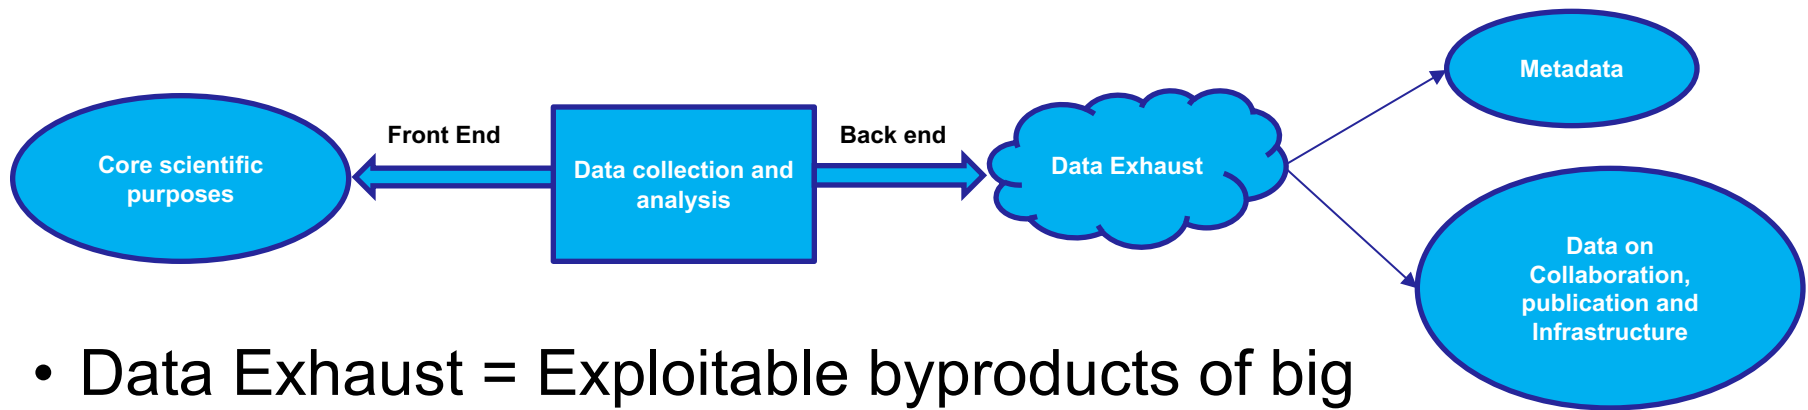 Core scientific
purposes
Front End
Data collection and
analysis
Back end
Data Exhaust
Metadata
Data on
Collaboration,
publication and
Infrastructure
• Data Exhaust = Exploitable byproducts of big